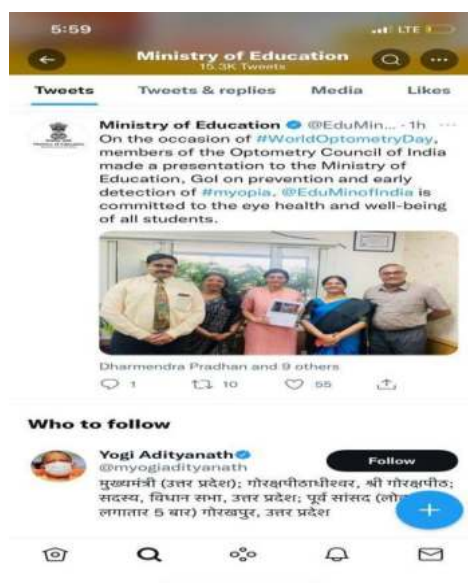 5:59
LTE
Ministry of Education
15.3K Tweets
Tweets Tweets & replies Media Likes
Ministry of Education @EduMin... · 1h
On the occasion of #WorldOptometryDay,
members of the Optometry Council of India
made a presentation to the Ministry of
Education, GoI on prevention and early
detection of #myopia. @EduMinofIndia is
committed to the eye health and well-being
of all students.
Dharmendra Pradhan and 9 others
1 10 55
Who to follow
Yogi Adityanath
@myogiadityanath
Follow
मुख्यमंत्री (उत्तर प्रदेश); गोरक्षपीठाधीश्वर, श्री गोरक्षपीठ;
सदस्य, विधान सभा, उत्तर प्रदेश; पूर्व सांसद (लोक
लगातार 5 बार) गोरखपुर, उत्तर प्रदेश